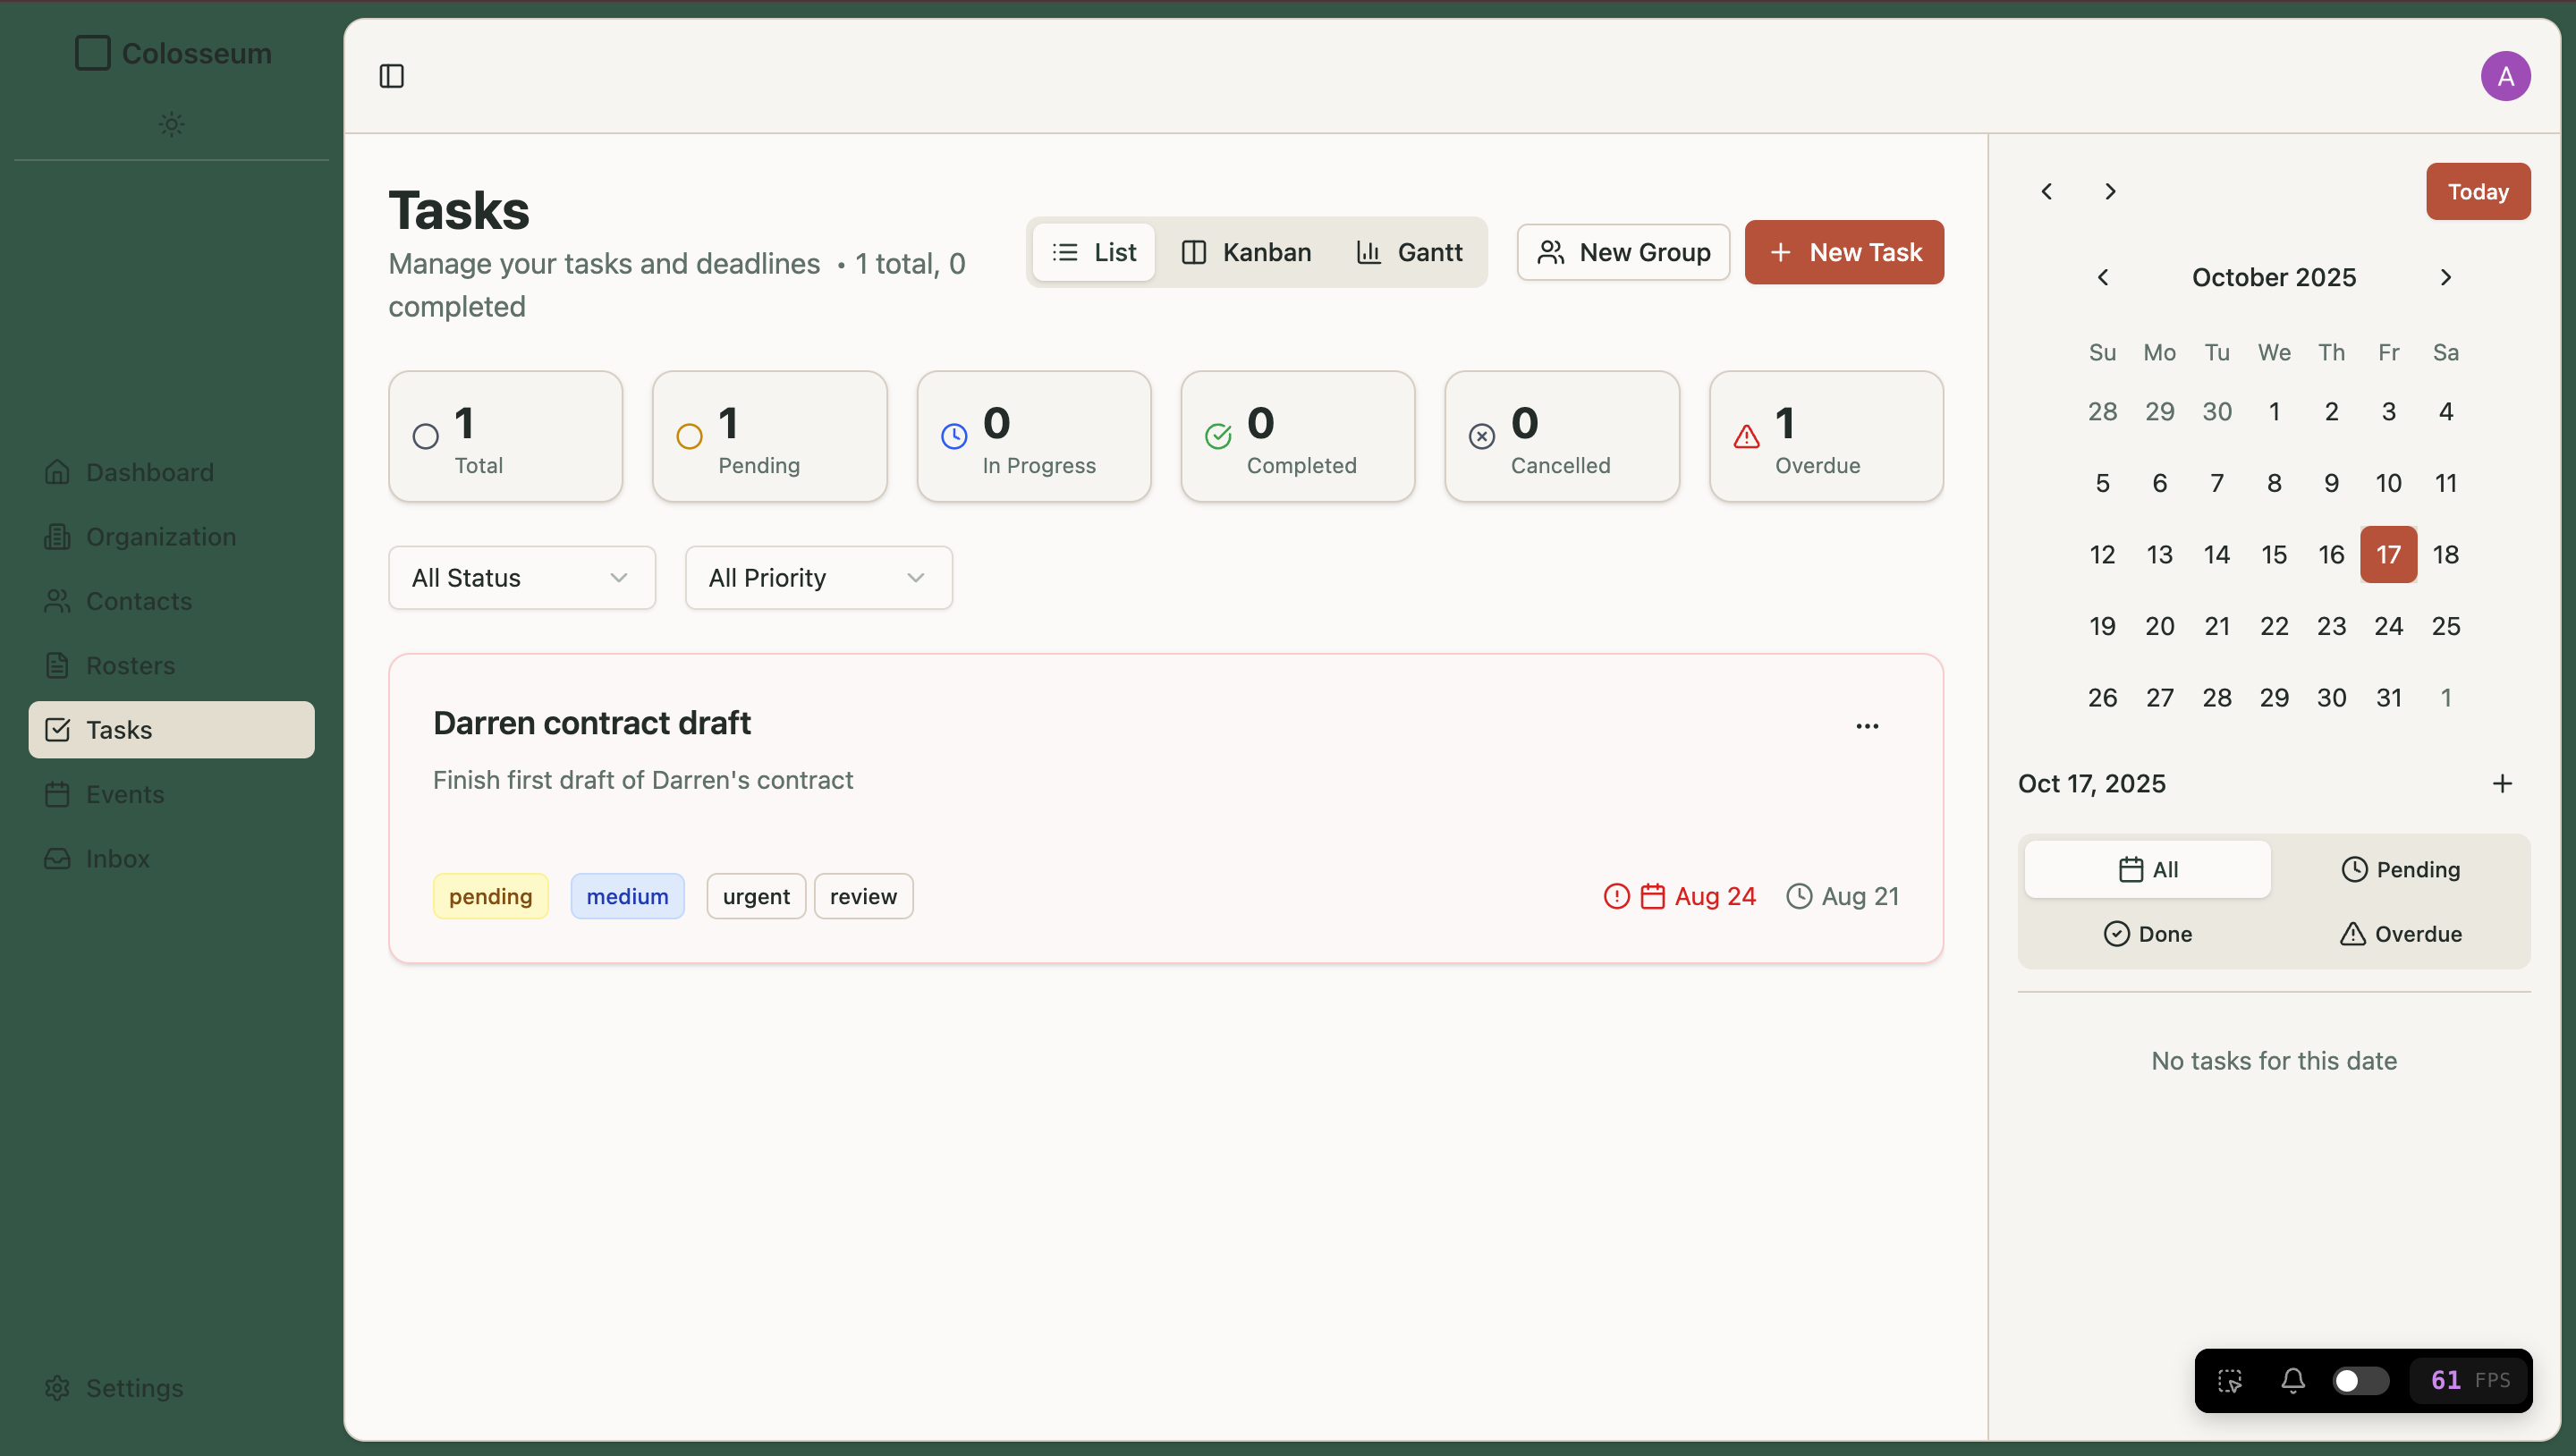 Colosseum
Dashboard
Organization
Contacts
Rosters
Tasks
Events
Inbox
Settings
A
Tasks
Manage your tasks and deadlines • 1 total, 0
completed
List
Kanban
Gantt
New Group
New Task
1
Total
1
Pending
0
In Progress
0
Completed
0
Cancelled
1
Overdue
All Status
All Priority
Darren contract draft
Finish first draft of Darren's contract
pending
medium
urgent
review
Aug 24
Aug 21
Today
October 2025
Su Mo Tu We Th Fr Sa
28 29 30 1 2 3 4
5 6 7 8 9 10 11
12 13 14 15 16 17 18
19 20 21 22 23 24 25
26 27 28 29 30 31 1
Oct 17, 2025
All
Pending
Done
Overdue
No tasks for this date
61 FPS